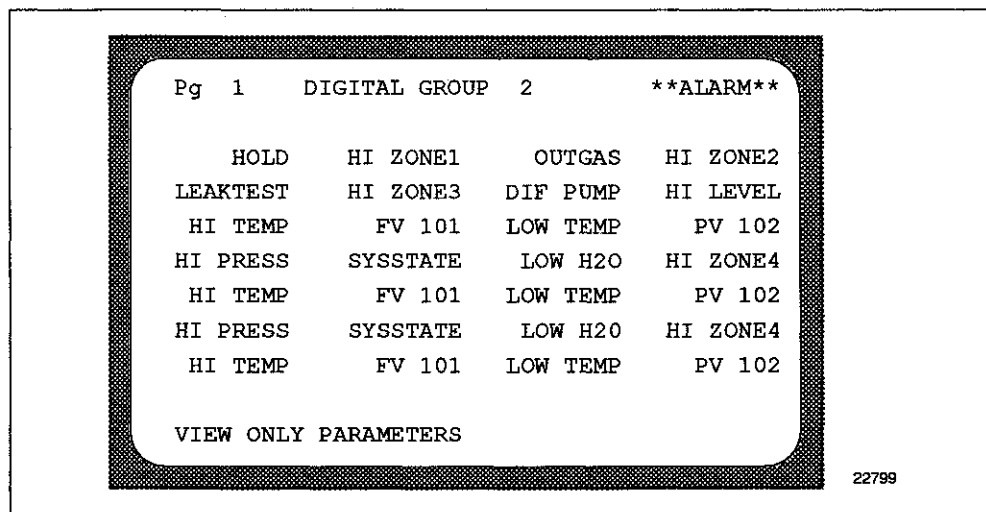 Pg 1 DIGITAL GROUP 2 **ALARM**
HOLD HI ZONE1 OUTGAS HI ZONE2
LEAKTEST HI ZONE3 DIF PUMP HI LEVEL
HI TEMP FV 101 LOW TEMP PV 102
HI PRESS SYSSTATE LOW H2O HI ZONE4
HI TEMP FV 101 LOW TEMP PV 102
HI PRESS SYSSTATE LOW H20 HI ZONE4
HI TEMP FV 101 LOW TEMP PV 102
VIEW ONLY PARAMETERS
22799